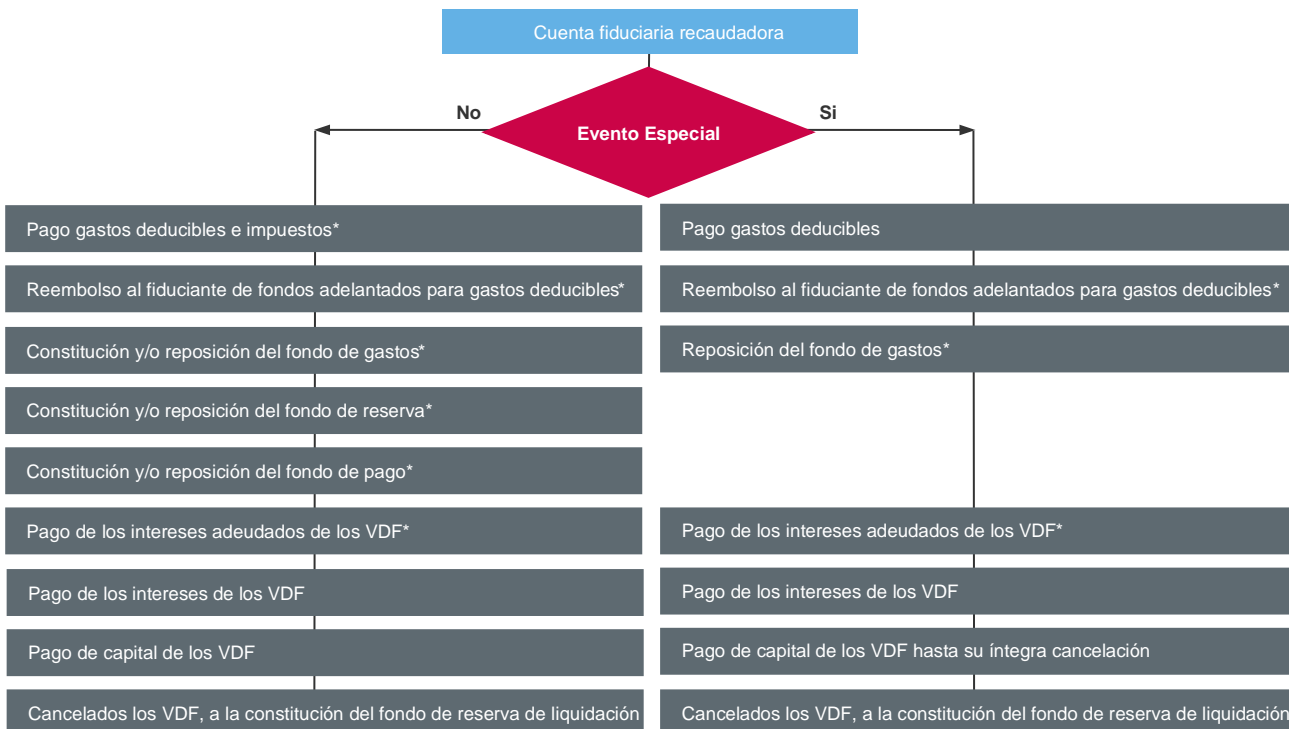 Cuenta fiduciaria recaudadora
No
Si
Evento Especial
Pago gastos deducibles e impuestos*
Reembolso al fiduciante de fondos adelantados para gastos deducibles*
Constitución y/o reposición del fondo de gastos*
Constitución y/o reposición del fondo de reserva*
Constitución y/o reposición del fondo de pago*
Pago de los intereses adeudados de los VDF*
Pago de los intereses de los VDF
Pago de capital de los VDF
Cancelados los VDF, a la constitución del fondo de reserva de liquidación
Pago gastos deducibles
Reembolso al fiduciante de fondos adelantados para gastos deducibles*
Reposición del fondo de gastos*
Pago de los intereses adeudados de los VDF*
Pago de los intereses de los VDF
Pago de capital de los VDF hasta su íntegra cancelación
Cancelados los VDF, a la constitución del fondo de reserva de liquidación